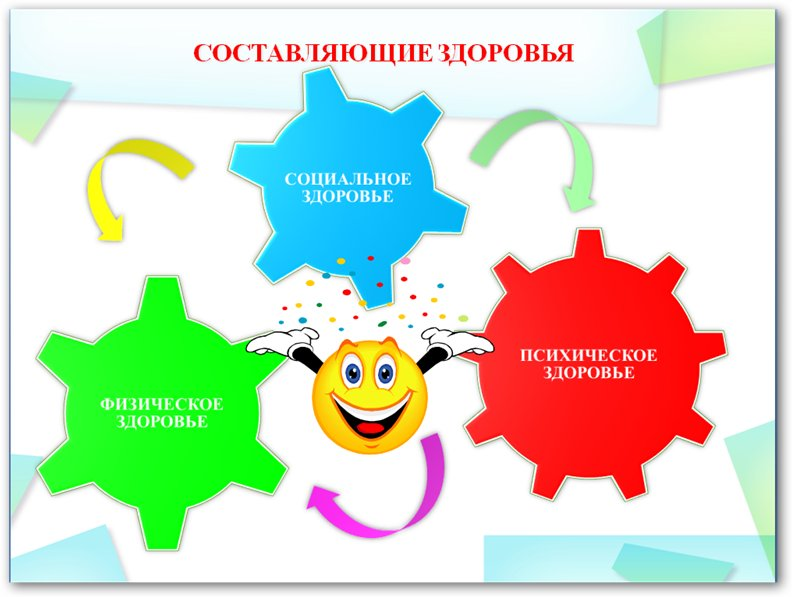 СОСТАВЛЯЮЩИЕ ЗДОРОВЬЯ
СОЦИАЛЬНОЕ
ЗДОРОВЬЕ
ПСИХИЧЕСКОЕ
ЗДОРОВЬЕ
ФИЗИЧЕСКОЕ
ЗДОРОВЬЕ